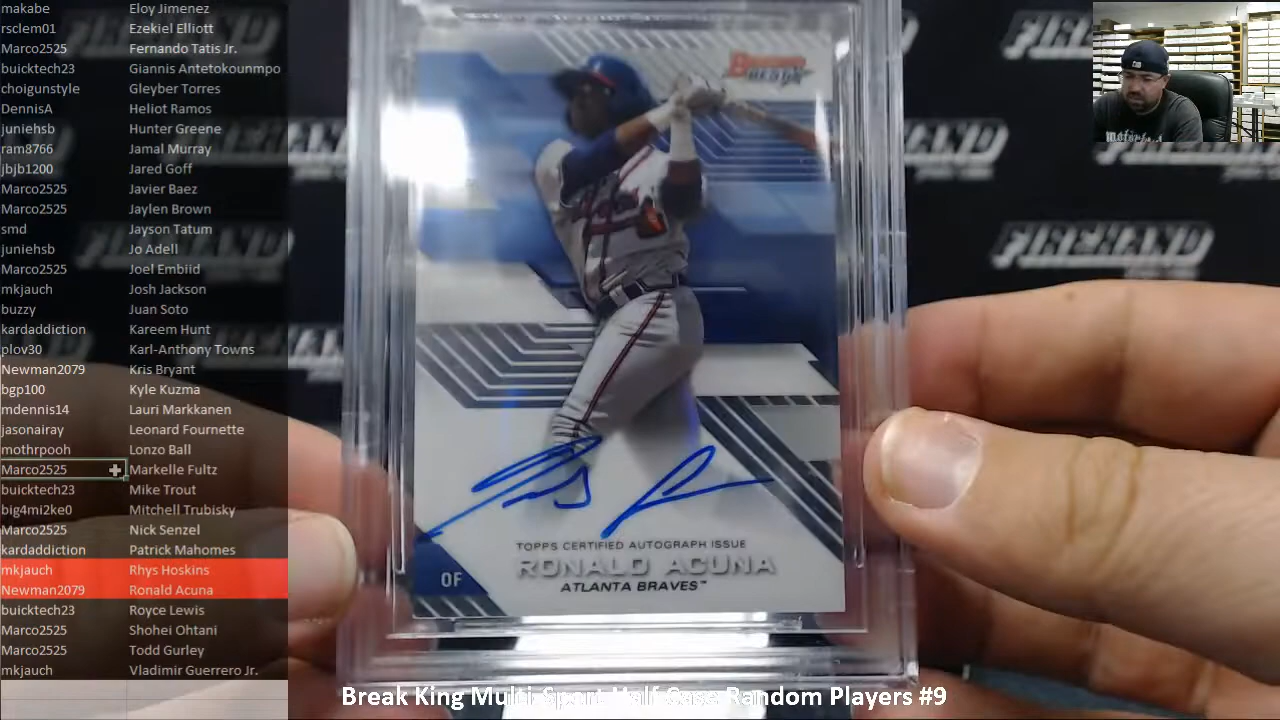 makabe Eloy Jimenez
rsclem01 Ezekiel Elliott
Marco2525 Fernando Tatis Jr.
buicktech23 Giannis Antetokounmpo
choigunstyle Gleyber Torres
DennisA Heliot Ramos
juniehsb Hunter Greene
ram8766 Jamal Murray
jbjb1200 Jared Goff
Marco2525 Javier Baez
Marco2525 Jaylen Brown
smd Jayson Tatum
juniehsb Jo Adell
Marco2525 Joel Embiid
mkjauch Josh Jackson
buzzy Juan Soto
kardaddiction Kareem Hunt
plov30 Karl-Anthony Towns
Newman2079 Kris Bryant
bgp100 Kyle Kuzma
mdennis14 Lauri Markkanen
jasonairay Leonard Fournette
mothrpooh Lonzo Ball
Marco2525 Markelle Fultz
buicktech23 Mike Trout
big4mi2ke0 Mitchell Trubisky
Marco2525 Nick Senzel
kardaddiction Patrick Mahomes
mkjauch Rhys Hoskins
Newman2079 Ronald Acuna
buicktech23 Royce Lewis
Marco2525 Shohei Ohtani
Marco2525 Todd Gurley
mkjauch Vladimir Guerrero Jr.
Bowman
BEST
TOPPS CERTIFIED AUTOGRAPH ISSUE
RONALD ACUNA
OF
ATLANTA BRAVES™
FIREHAND
FIREHAND
Motörhead
Break King Multi-Sport Half Case Random Players #9